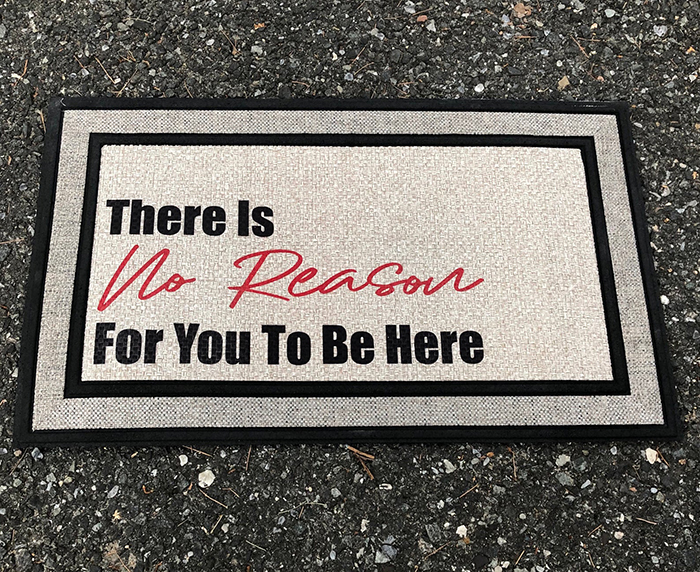 There Is
No Reason
For You To Be Here